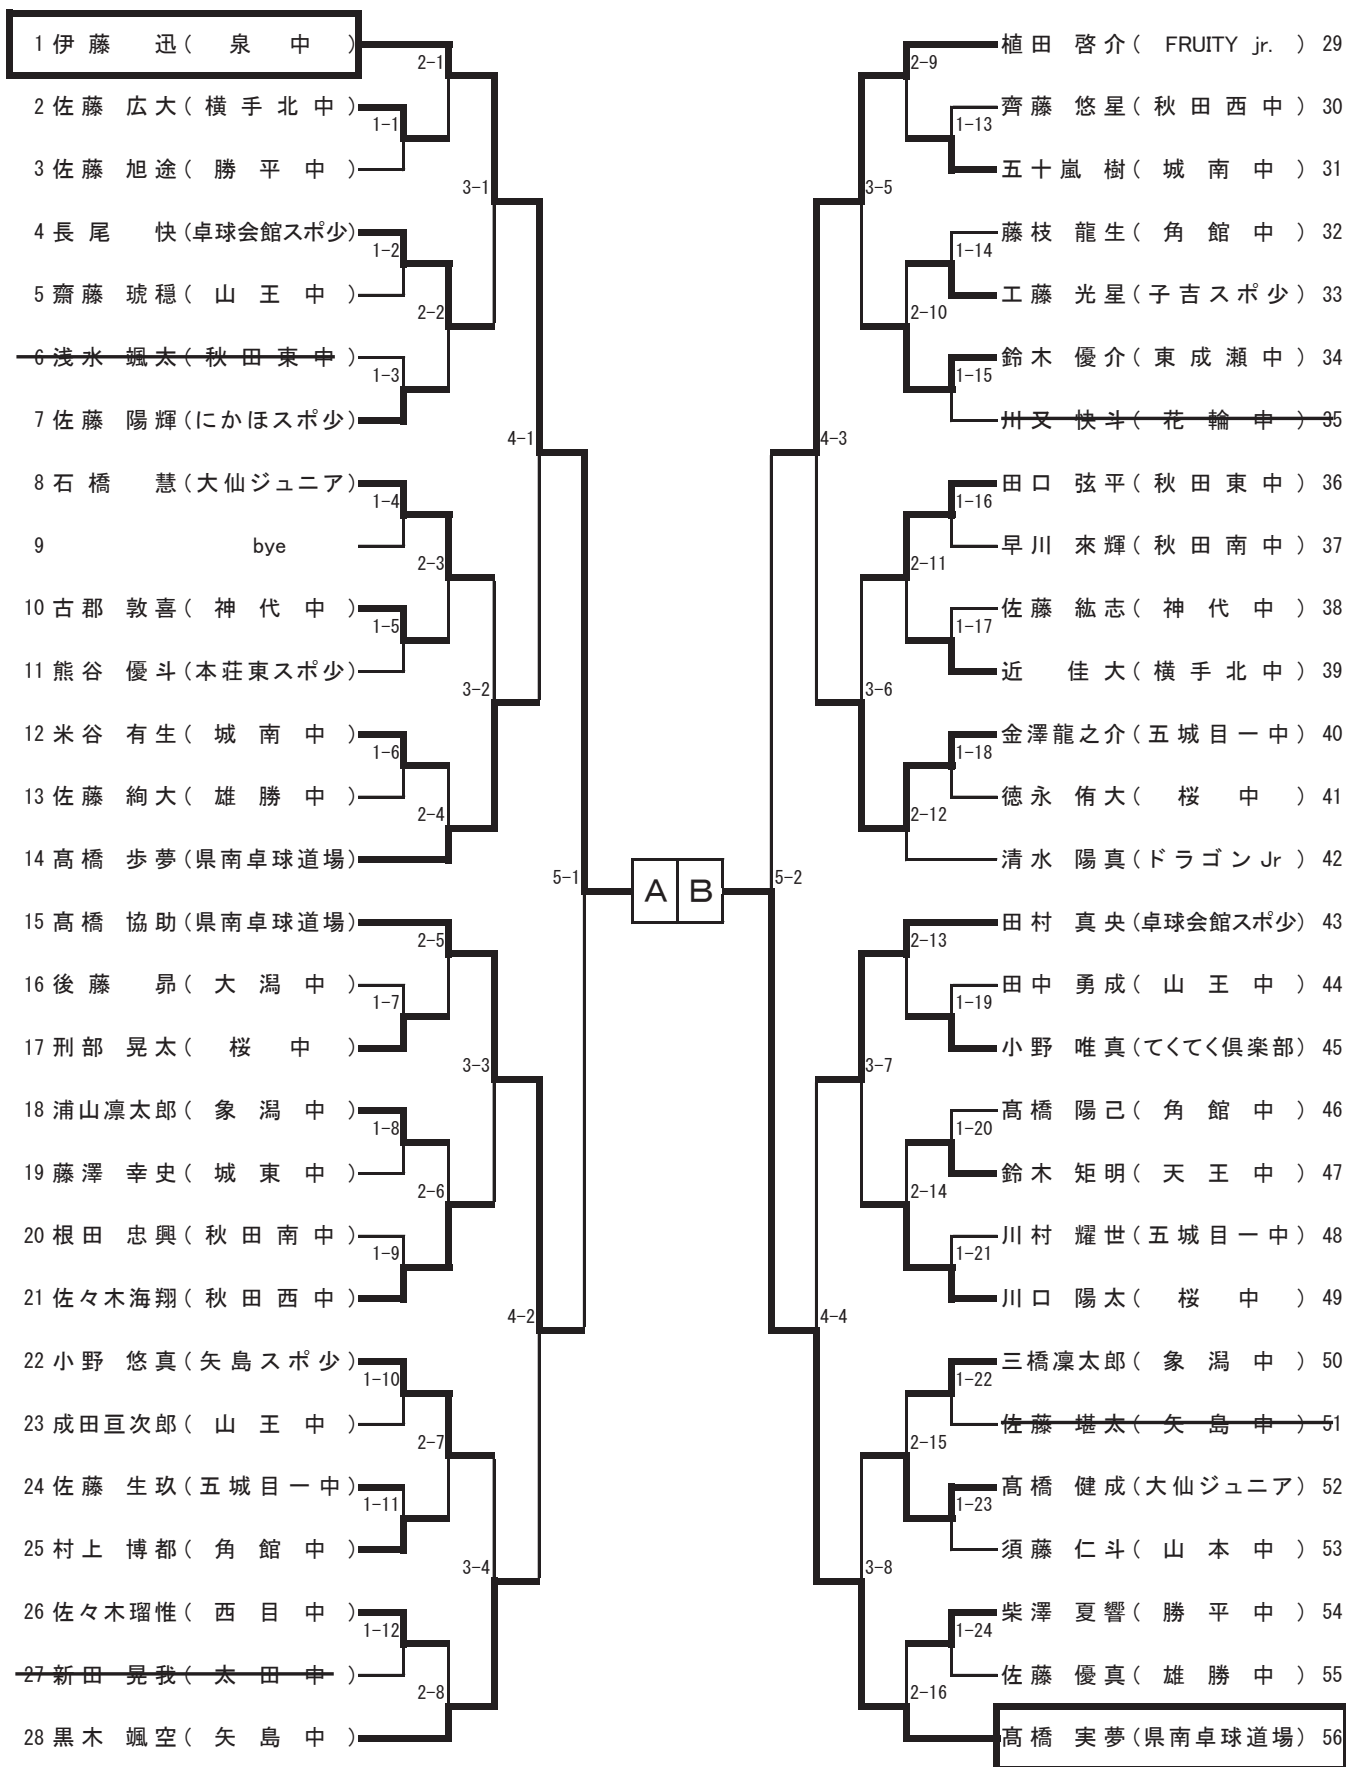 1 伊藤 迅( 泉 中 )
2-1
2 佐藤 広大( 横手北中 )
1-1
3 佐藤 旭途( 勝平中 )
3-1
4 長尾 快(卓球会館スポ少)
1-2
5 齋藤 琥穏( 山王中 )
2-2
6 浅水 颯太( 秋田東中 )
1-3
7 佐藤 陽輝(にかほスポ少)
4-1
8 石橋 慧(大仙ジュニア)
1-4
9 bye
2-3
10 古郡 敦喜( 神代中 )
1-5
11 熊谷 優斗(本荘東スポ少)
3-2
12 米谷 有生( 城南中 )
1-6
13 佐藤 絢大( 雄勝中 )
2-4
14 髙橋 歩夢(県南卓球道場)
5-1
15 髙橋 協助(県南卓球道場)
2-5
16 後藤 昴( 大潟中 )
1-7
17 刑部 晃太( 桜中 )
3-3
18 浦山凛太郎( 象潟中 )
1-8
19 藤澤 幸史( 城東中 )
2-6
20 根田 忠興( 秋田南中 )
1-9
21 佐々木海翔( 秋田西中 )
4-2
22 小野 悠真( 矢島スポ少 )
1-10
23 成田亘次郎( 山王中 )
2-7
24 佐藤 生玖( 五城目一中 )
1-11
25 村上 博都( 角館中 )
3-4
26 佐々木瑠惟( 西目中 )
1-12
27 新田 晃我( 太田中 )
2-8
28 黒木 颯空( 矢島中 )
A B
植田 啓介( FRUITY jr. ) 29
2-9
齊藤 悠星( 秋田西中 ) 30
1-13
五十嵐 樹( 城南中 ) 31
3-5
藤枝 龍生( 角館中 ) 32
1-14
工藤 光星( 子吉スポ少 ) 33
2-10
鈴木 優介( 東成瀬中 ) 34
1-15
川又 快斗( 花輪中 ) 35
4-3
田口 弦平( 秋田東中 ) 36
1-16
早川 來輝( 秋田南中 ) 37
2-11
佐藤 紘志( 神代中 ) 38
1-17
近 佳大( 横手北中 ) 39
3-6
金澤龍之介( 五城目一中 ) 40
1-18
徳永 侑大( 桜中 ) 41
2-12
清水 陽真( ドラゴンJr ) 42
5-2
田村 真央(卓球会館スポ少) 43
2-13
田中 勇成( 山王中 ) 44
1-19
小野 唯真(てくてく倶楽部) 45
3-7
髙橋 陽己( 角館中 ) 46
1-20
鈴木 矩明( 天王中 ) 47
2-14
川村 耀世( 五城目一中 ) 48
1-21
川口 陽太( 桜中 ) 49
4-4
三橋凜太郎( 象潟中 ) 50
1-22
佐藤 堪太( 矢島中 ) 51
2-15
髙橋 健成(大仙ジュニア) 52
1-23
須藤 仁斗( 山本中 ) 53
3-8
柴澤 夏響( 勝平中 ) 54
1-24
佐藤 優真( 雄勝中 ) 55
2-16
髙橋 実夢(県南卓球道場) 56